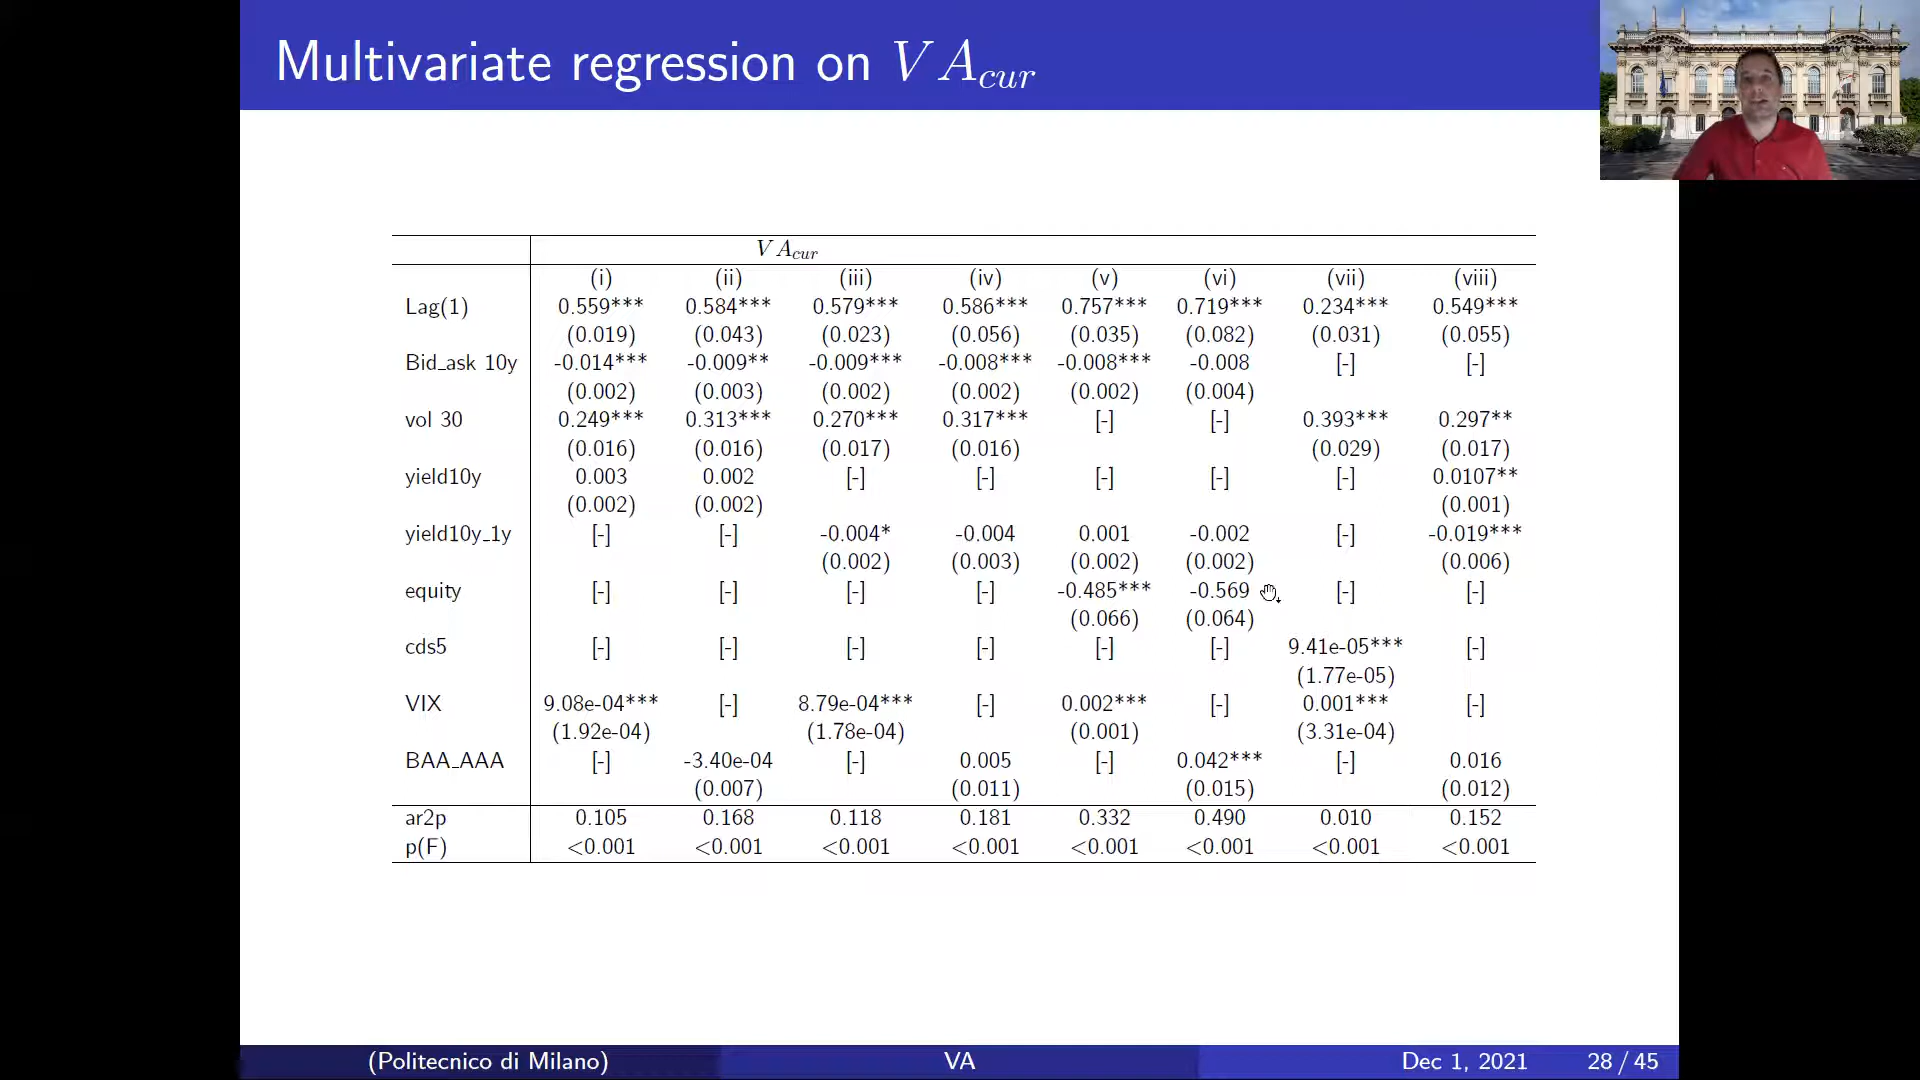 Multivariate regression on VA_cur
VA_cur
(i) (ii) (iii) (iv) (v) (vi) (vii) (viii)
Lag(1) 0.559*** 0.584*** 0.579*** 0.586*** 0.757*** 0.719*** 0.234*** 0.549***
(0.019) (0.043) (0.023) (0.056) (0.035) (0.082) (0.031) (0.055)
Bid_ask 10y -0.014*** -0.009** -0.009*** -0.008*** -0.008*** -0.008 [-] [-]
(0.002) (0.003) (0.002) (0.002) (0.002) (0.004)
vol 30 0.249*** 0.313*** 0.270*** 0.317*** [-] [-] 0.393*** 0.297**
(0.016) (0.016) (0.017) (0.016) (0.029) (0.017)
yield10y 0.003 0.002 [-] [-] [-] [-] [-] 0.0107**
(0.002) (0.002) (0.001)
yield10y_1y [-] [-] -0.004* -0.004 0.001 -0.002 [-] -0.019***
(0.002) (0.003) (0.002) (0.002) (0.006)
equity [-] [-] [-] [-] -0.485*** -0.569 [-] [-]
(0.066) (0.064)
cds5 [-] [-] [-] [-] [-] [-] 9.41e-05*** [-]
(1.77e-05)
VIX 9.08e-04*** [-] 8.79e-04*** [-] 0.002*** [-] 0.001*** [-]
(1.92e-04) (1.78e-04) (0.001) (3.31e-04)
BAA_AAA [-] -3.40e-04 [-] 0.005 [-] 0.042*** [-] 0.016
(0.007) (0.011) (0.015) (0.012)
ar2p 0.105 0.168 0.118 0.181 0.332 0.490 0.010 0.152
p(F) <0.001 <0.001 <0.001 <0.001 <0.001 <0.001 <0.001 <0.001
(Politecnico di Milano) VA Dec 1, 2021 28 / 45